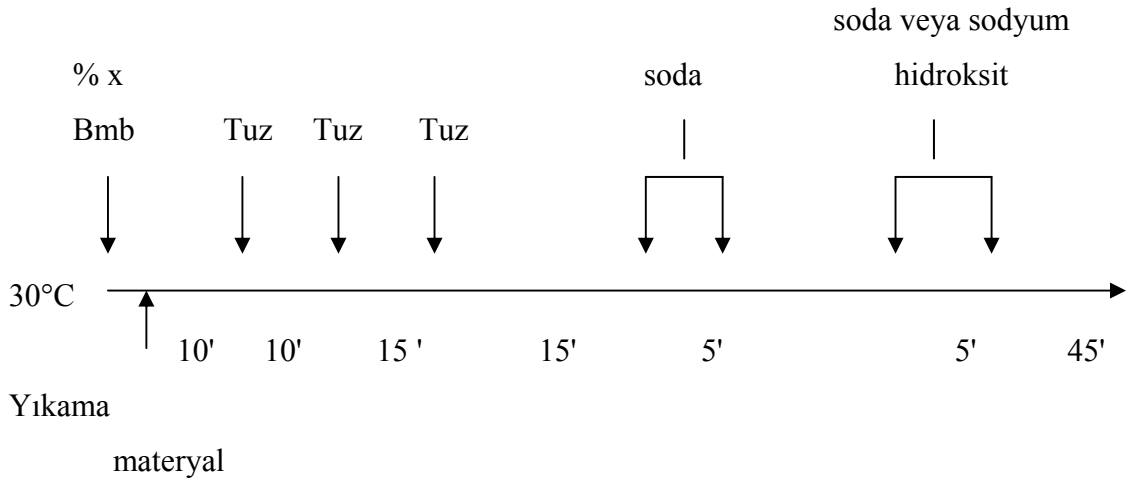 soda veya sodyum
% x soda hidroksit
Bmb Tuz Tuz Tuz
30°C
10' 10' 15 ' 15' 5' 5' 45'
Yıkama
materyal